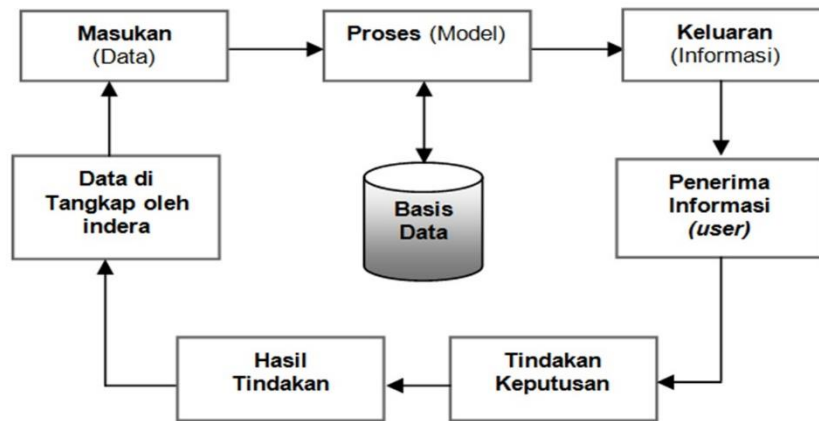 Masukan
(Data)
Proses (Model)
Keluaran
(Informasi)
Data di
Tangkap oleh
indera
Basis
Data
Penerima
Informasi
(user)
Hasil
Tindakan
Tindakan
Keputusan